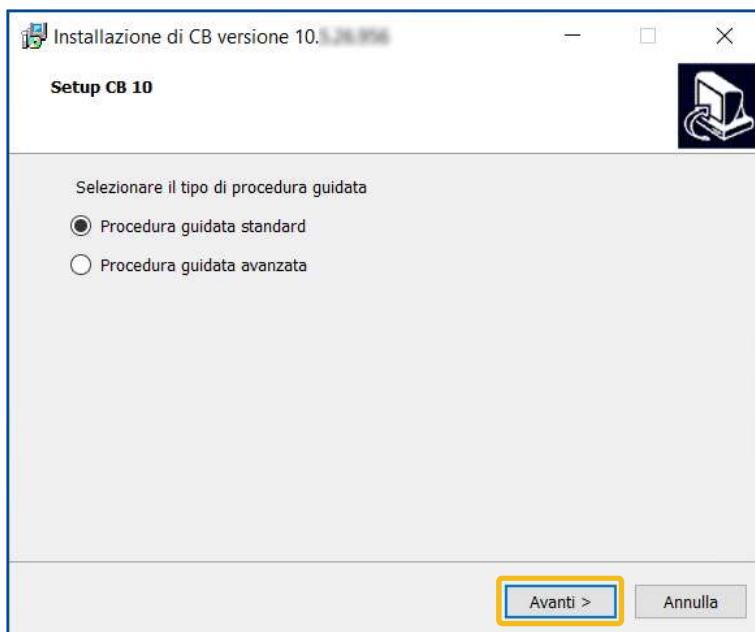 Installazione di CB versione 10.
Setup CB 10
Selezionare il tipo di procedura guidata
Procedura guidata standard
Procedura guidata avanzata
Avanti >
Annulla